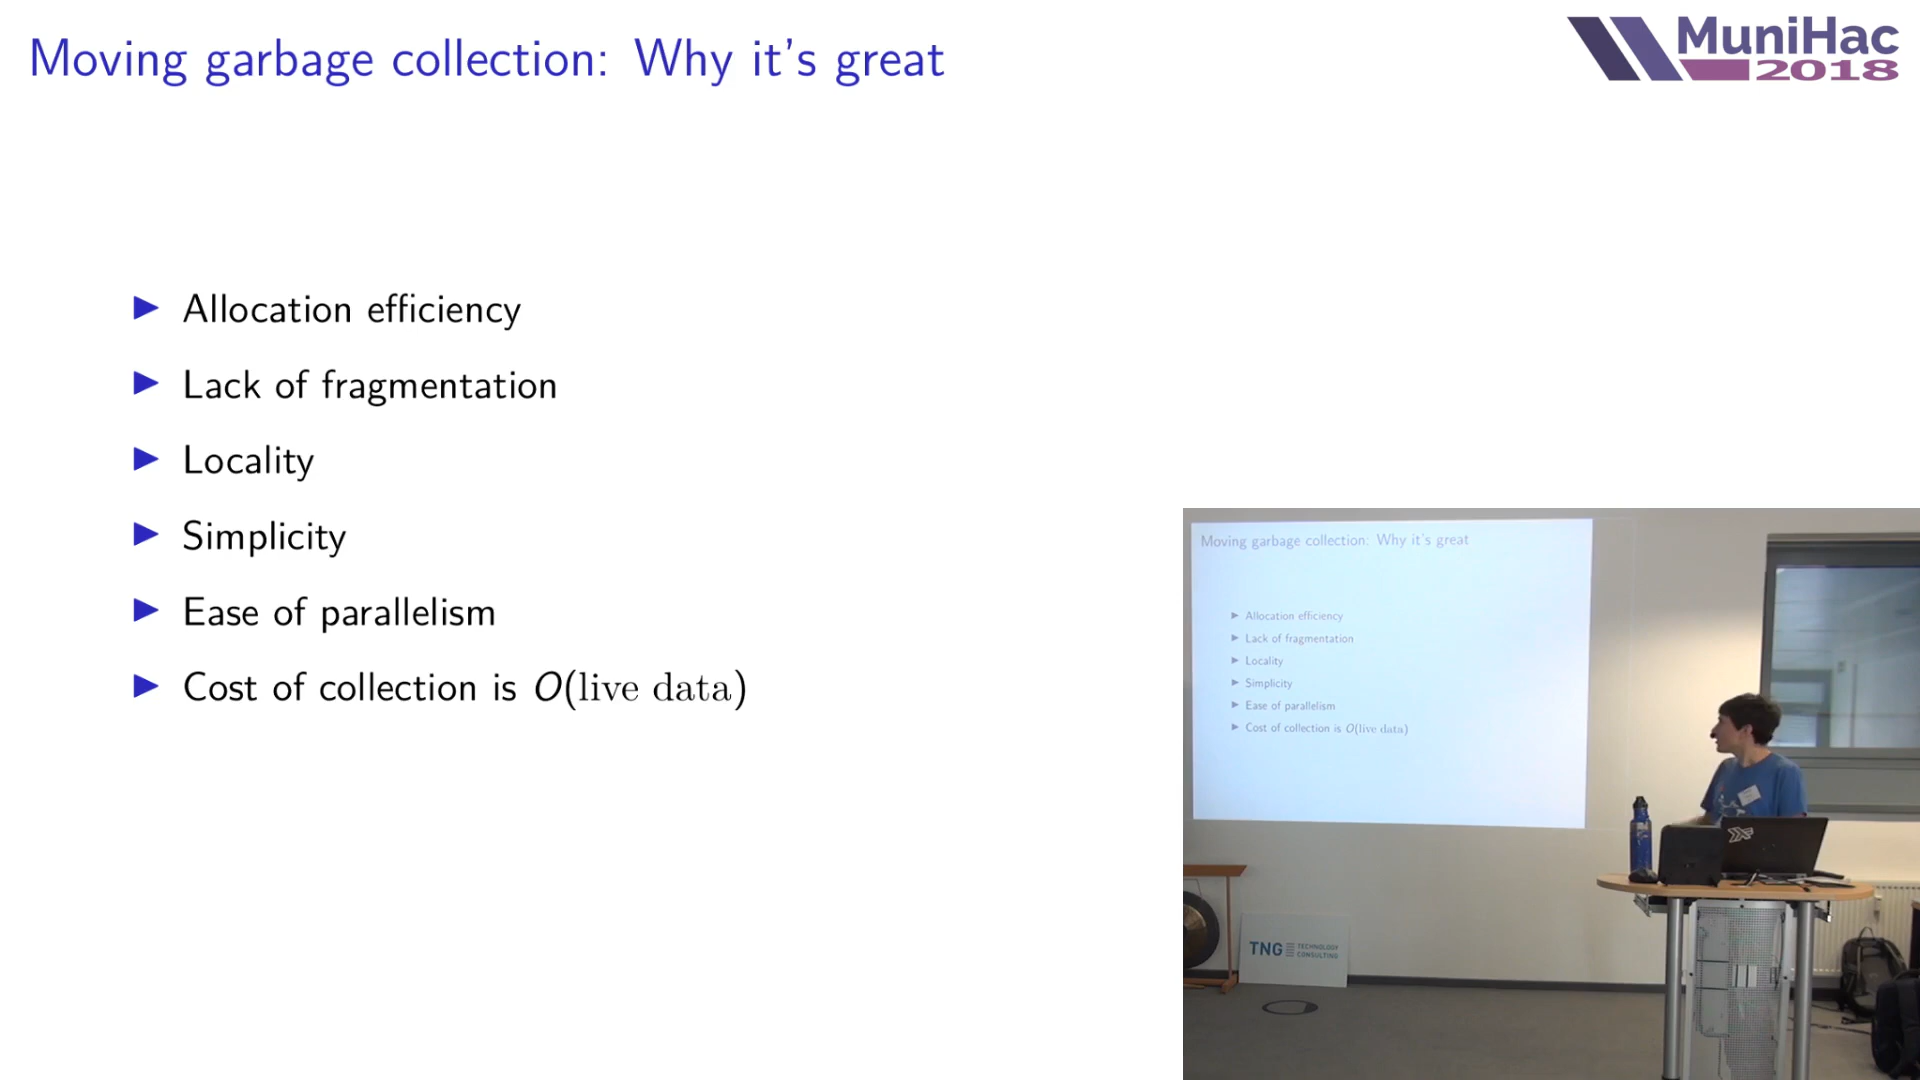 Moving garbage collection: Why it's great
MuniHac
2018
▶ Allocation efficiency
▶ Lack of fragmentation
▶ Locality
▶ Simplicity
▶ Ease of parallelism
▶ Cost of collection is O(live data)
Moving garbage collection: Why it's great
▶ Allocation efficiency
▶ Lack of fragmentation
▶ Locality
▶ Simplicity
▶ Ease of parallelism
▶ Cost of collection is O(live data)
TNG TECHNOLOGY
CONSULTING